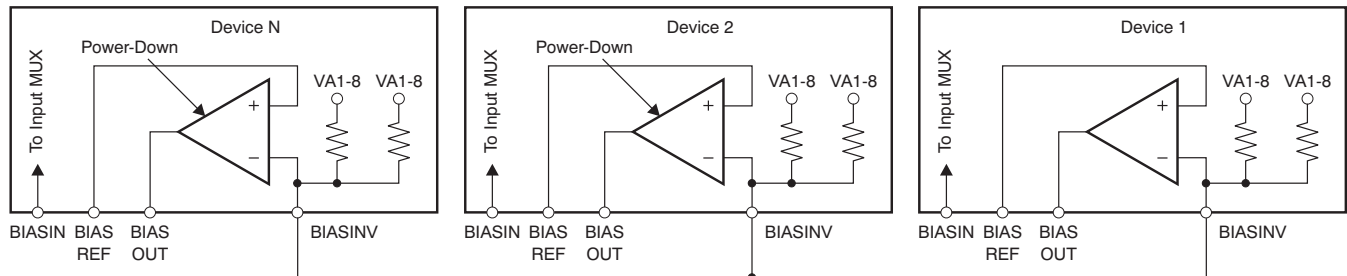 Device N
Power-Down
To Input MUX
VA1-8 VA1-8
+
−
BIASIN BIAS REF BIAS OUT BIASINV
Device 2
Power-Down
To Input MUX
VA1-8 VA1-8
+
−
BIASIN BIAS REF BIAS OUT BIASINV
Device 1
To Input MUX
VA1-8 VA1-8
+
−
BIASIN BIAS REF BIAS OUT BIASINV